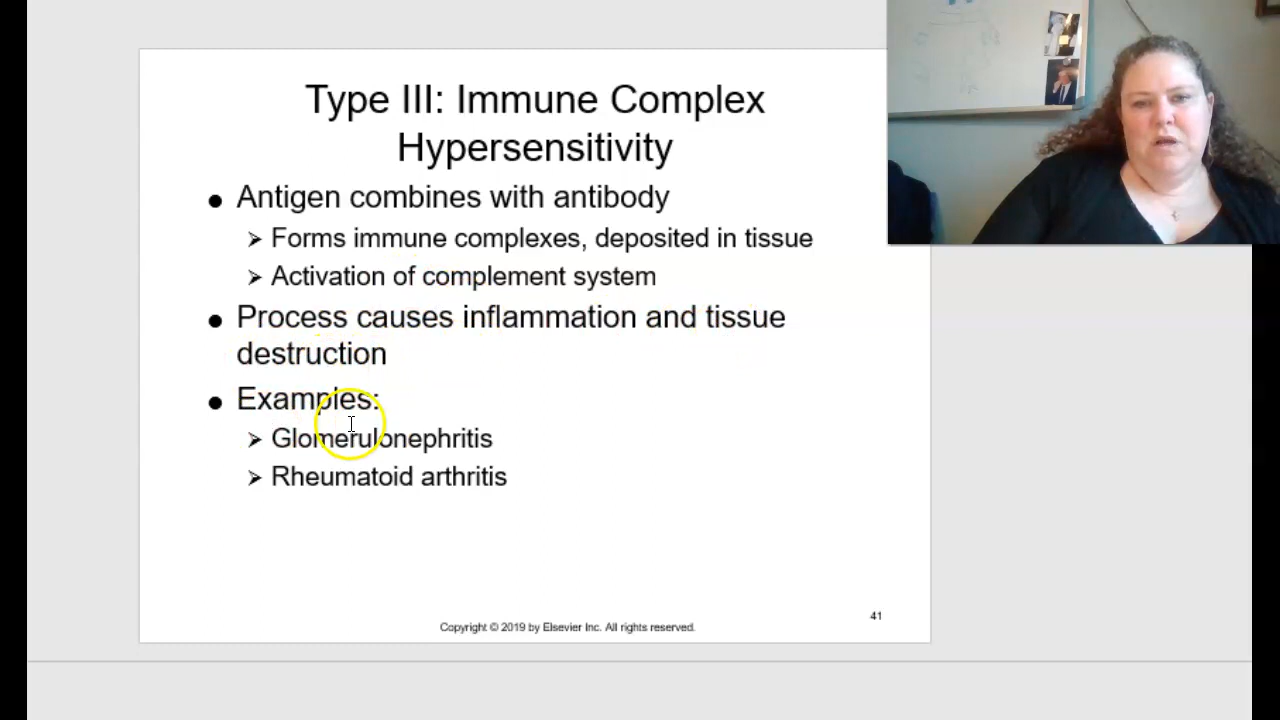 Type III: Immune Complex
Hypersensitivity
● Antigen combines with antibody
➢ Forms immune complexes, deposited in tissue
➢ Activation of complement system
● Process causes inflammation and tissue
destruction
● Examples:
➢ Glomerulonephritis
➢ Rheumatoid arthritis
41
Copyright © 2019 by Elsevier Inc. All rights reserved.